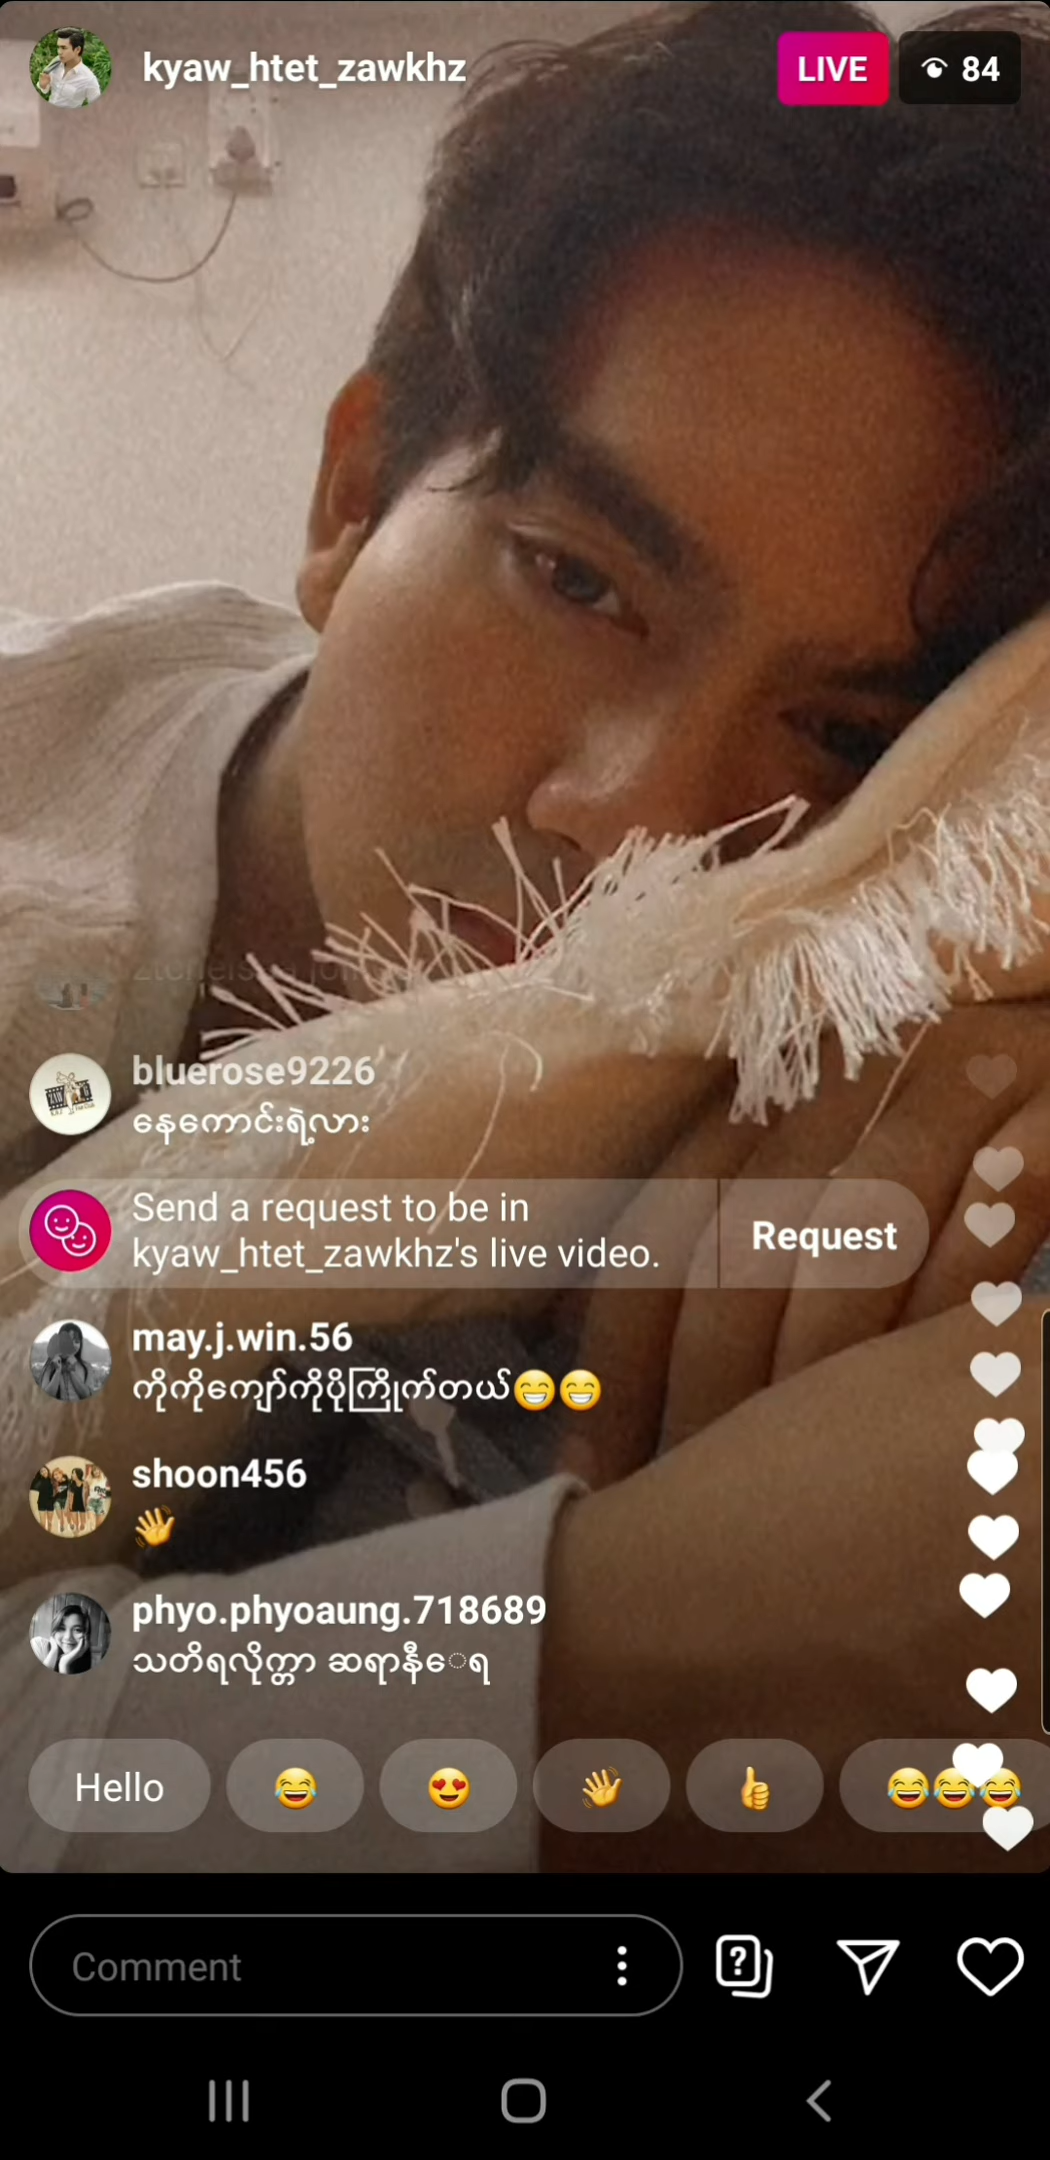 kyaw_htet_zawkhz
LIVE
84
bluerose9226
နေကောင်းရဲ့လား
Send a request to be in
kyaw_htet_zawkhz's live video.
Request
may.j.win.56
ကိုကိုကျော်ကိုပိုကြိုက်တယ်😁😁
shoon456
👋
phyo.phyoaung.718689
သတိရလိုက္တာ ဆရာနီေရ
Hello
😂
😍
👋
👍
😂😂😂
Comment